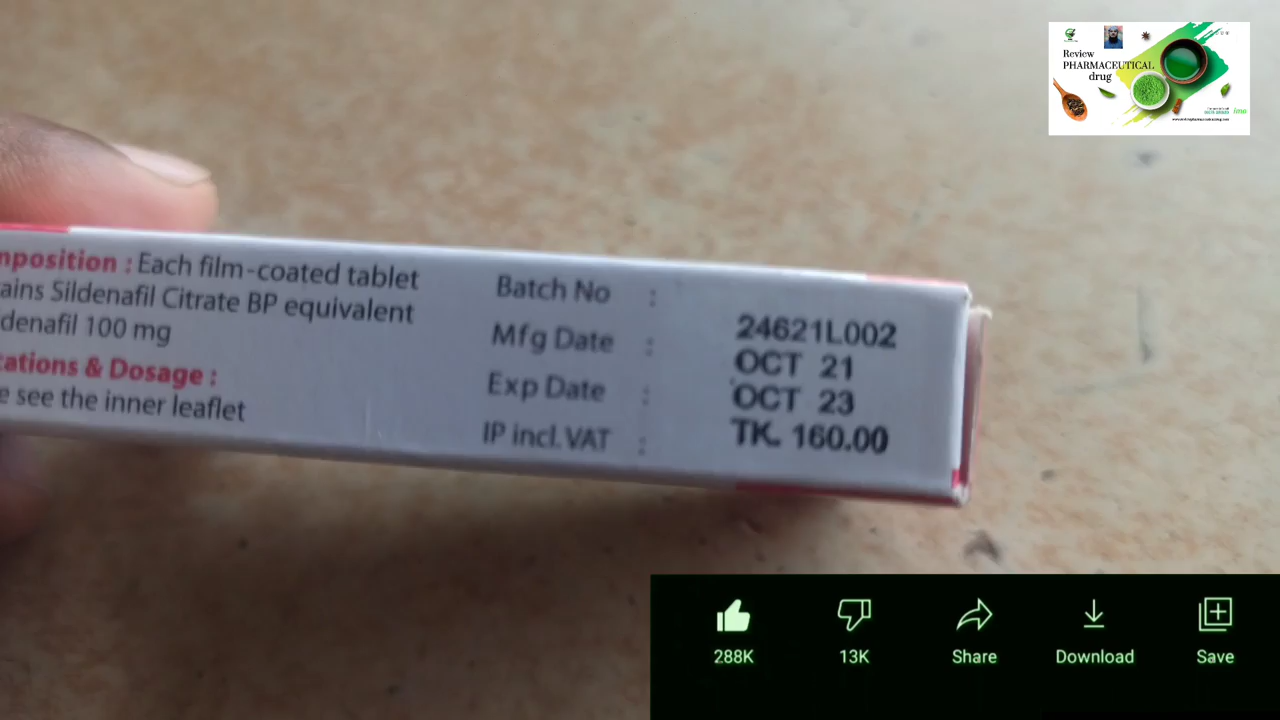 Review
PHARMACEUTICAL
drug
mposition : Each film-coated tablet
ains Sildenafil Citrate BP equivalent
denafil 100 mg
cations & Dosage :
e see the inner leaflet
Batch No : 24621L002
Mfg Date : OCT 21
Exp Date : OCT 23
IP incl. VAT : TK. 160.00
288K 13K Share Download Save